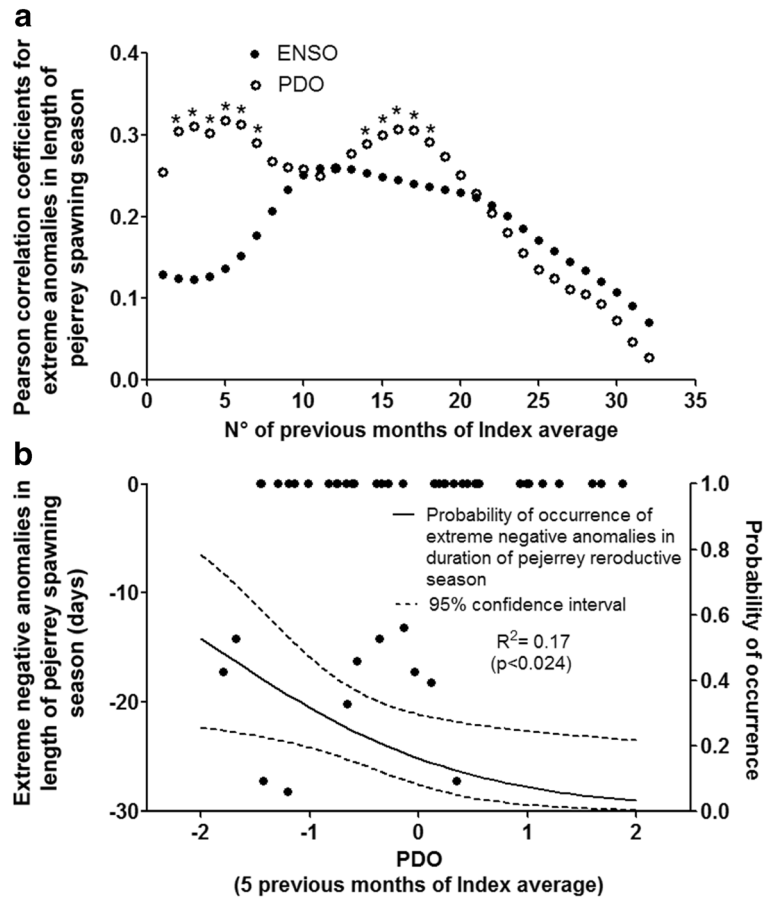 a
Pearson correlation coefficients for
extreme anomalies in length of
pejerrey spawning season
0.4
0.3
0.2
0.1
0.0
ENSO
PDO
* * * * * *
* * * * *
0 5 10 15 20 25 30 35
N° of previous months of Index average
b
Extreme negative anomalies in
length of pejerrey spawning
season (days)
0
-10
-20
-30
Probability of occurrence of
extreme negative anomalies in
duration of pejerrey reroductive
season
95% confidence interval
R²= 0.17
(p<0.024)
1.0
0.8
0.6
0.4
0.2
0.0
Probability of occurrence
-2 -1 0 1 2
PDO
(5 previous months of Index average)